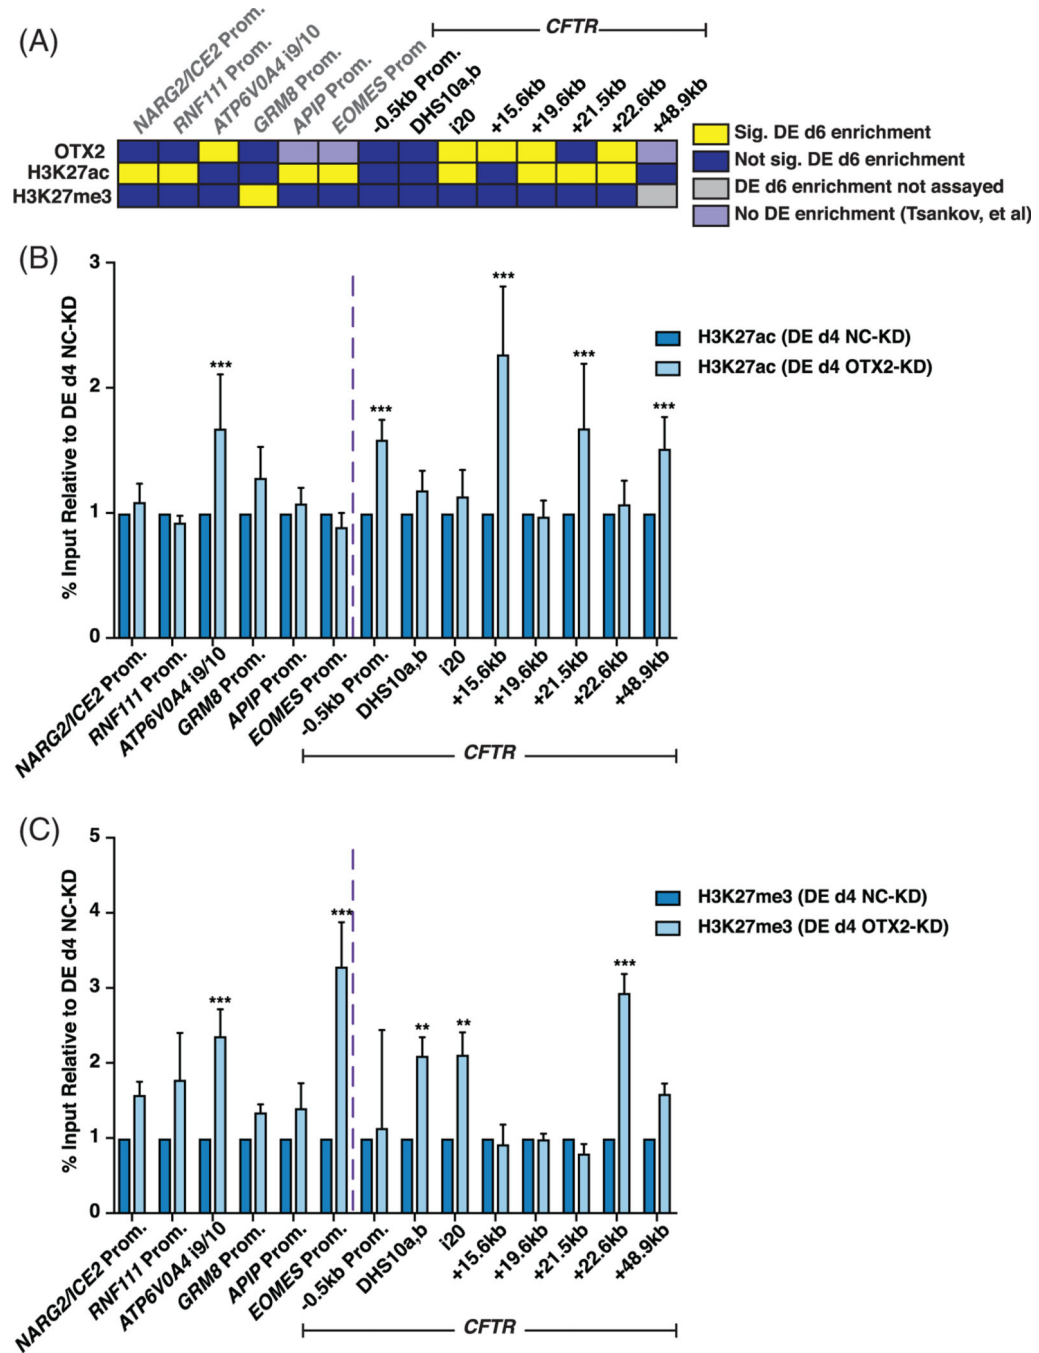 (A)
CFTR
NARG2/ICE2 Prom.
RNF111 Prom.
ATP6V0A4 i9/10
GRM8 Prom.
APIP Prom.
EOMES Prom
-0.5kb Prom.
DHS10a,b
i20
+15.6kb
+19.6kb
+21.5kb
+22.6kb
+48.9kb
OTX2
H3K27ac
H3K27me3
Sig. DE d6 enrichment
Not sig. DE d6 enrichment
DE d6 enrichment not assayed
No DE enrichment (Tsankov, et al)
(B)
% Input Relative to DE d4 NC-KD
3
2
1
0
***
***
***
***
***
H3K27ac (DE d4 NC-KD)
H3K27ac (DE d4 OTX2-KD)
NARG2/ICE2 Prom.
RNF111 Prom.
ATP6V0A4 i9/10
GRM8 Prom.
APIP Prom.
EOMES Prom.
-0.5kb Prom.
DHS10a,b
i20
+15.6kb
+19.6kb
+21.5kb
+22.6kb
+48.9kb
CFTR
(C)
% Input Relative to DE d4 NC-KD
5
4
3
2
1
0
***
***
**
**
***
H3K27me3 (DE d4 NC-KD)
H3K27me3 (DE d4 OTX2-KD)
NARG2/ICE2 Prom.
RNF111 Prom.
ATP6V0A4 i9/10
GRM8 Prom.
APIP Prom.
EOMES Prom.
-0.5kb Prom.
DHS10a,b
i20
+15.6kb
+19.6kb
+21.5kb
+22.6kb
+48.9kb
CFTR